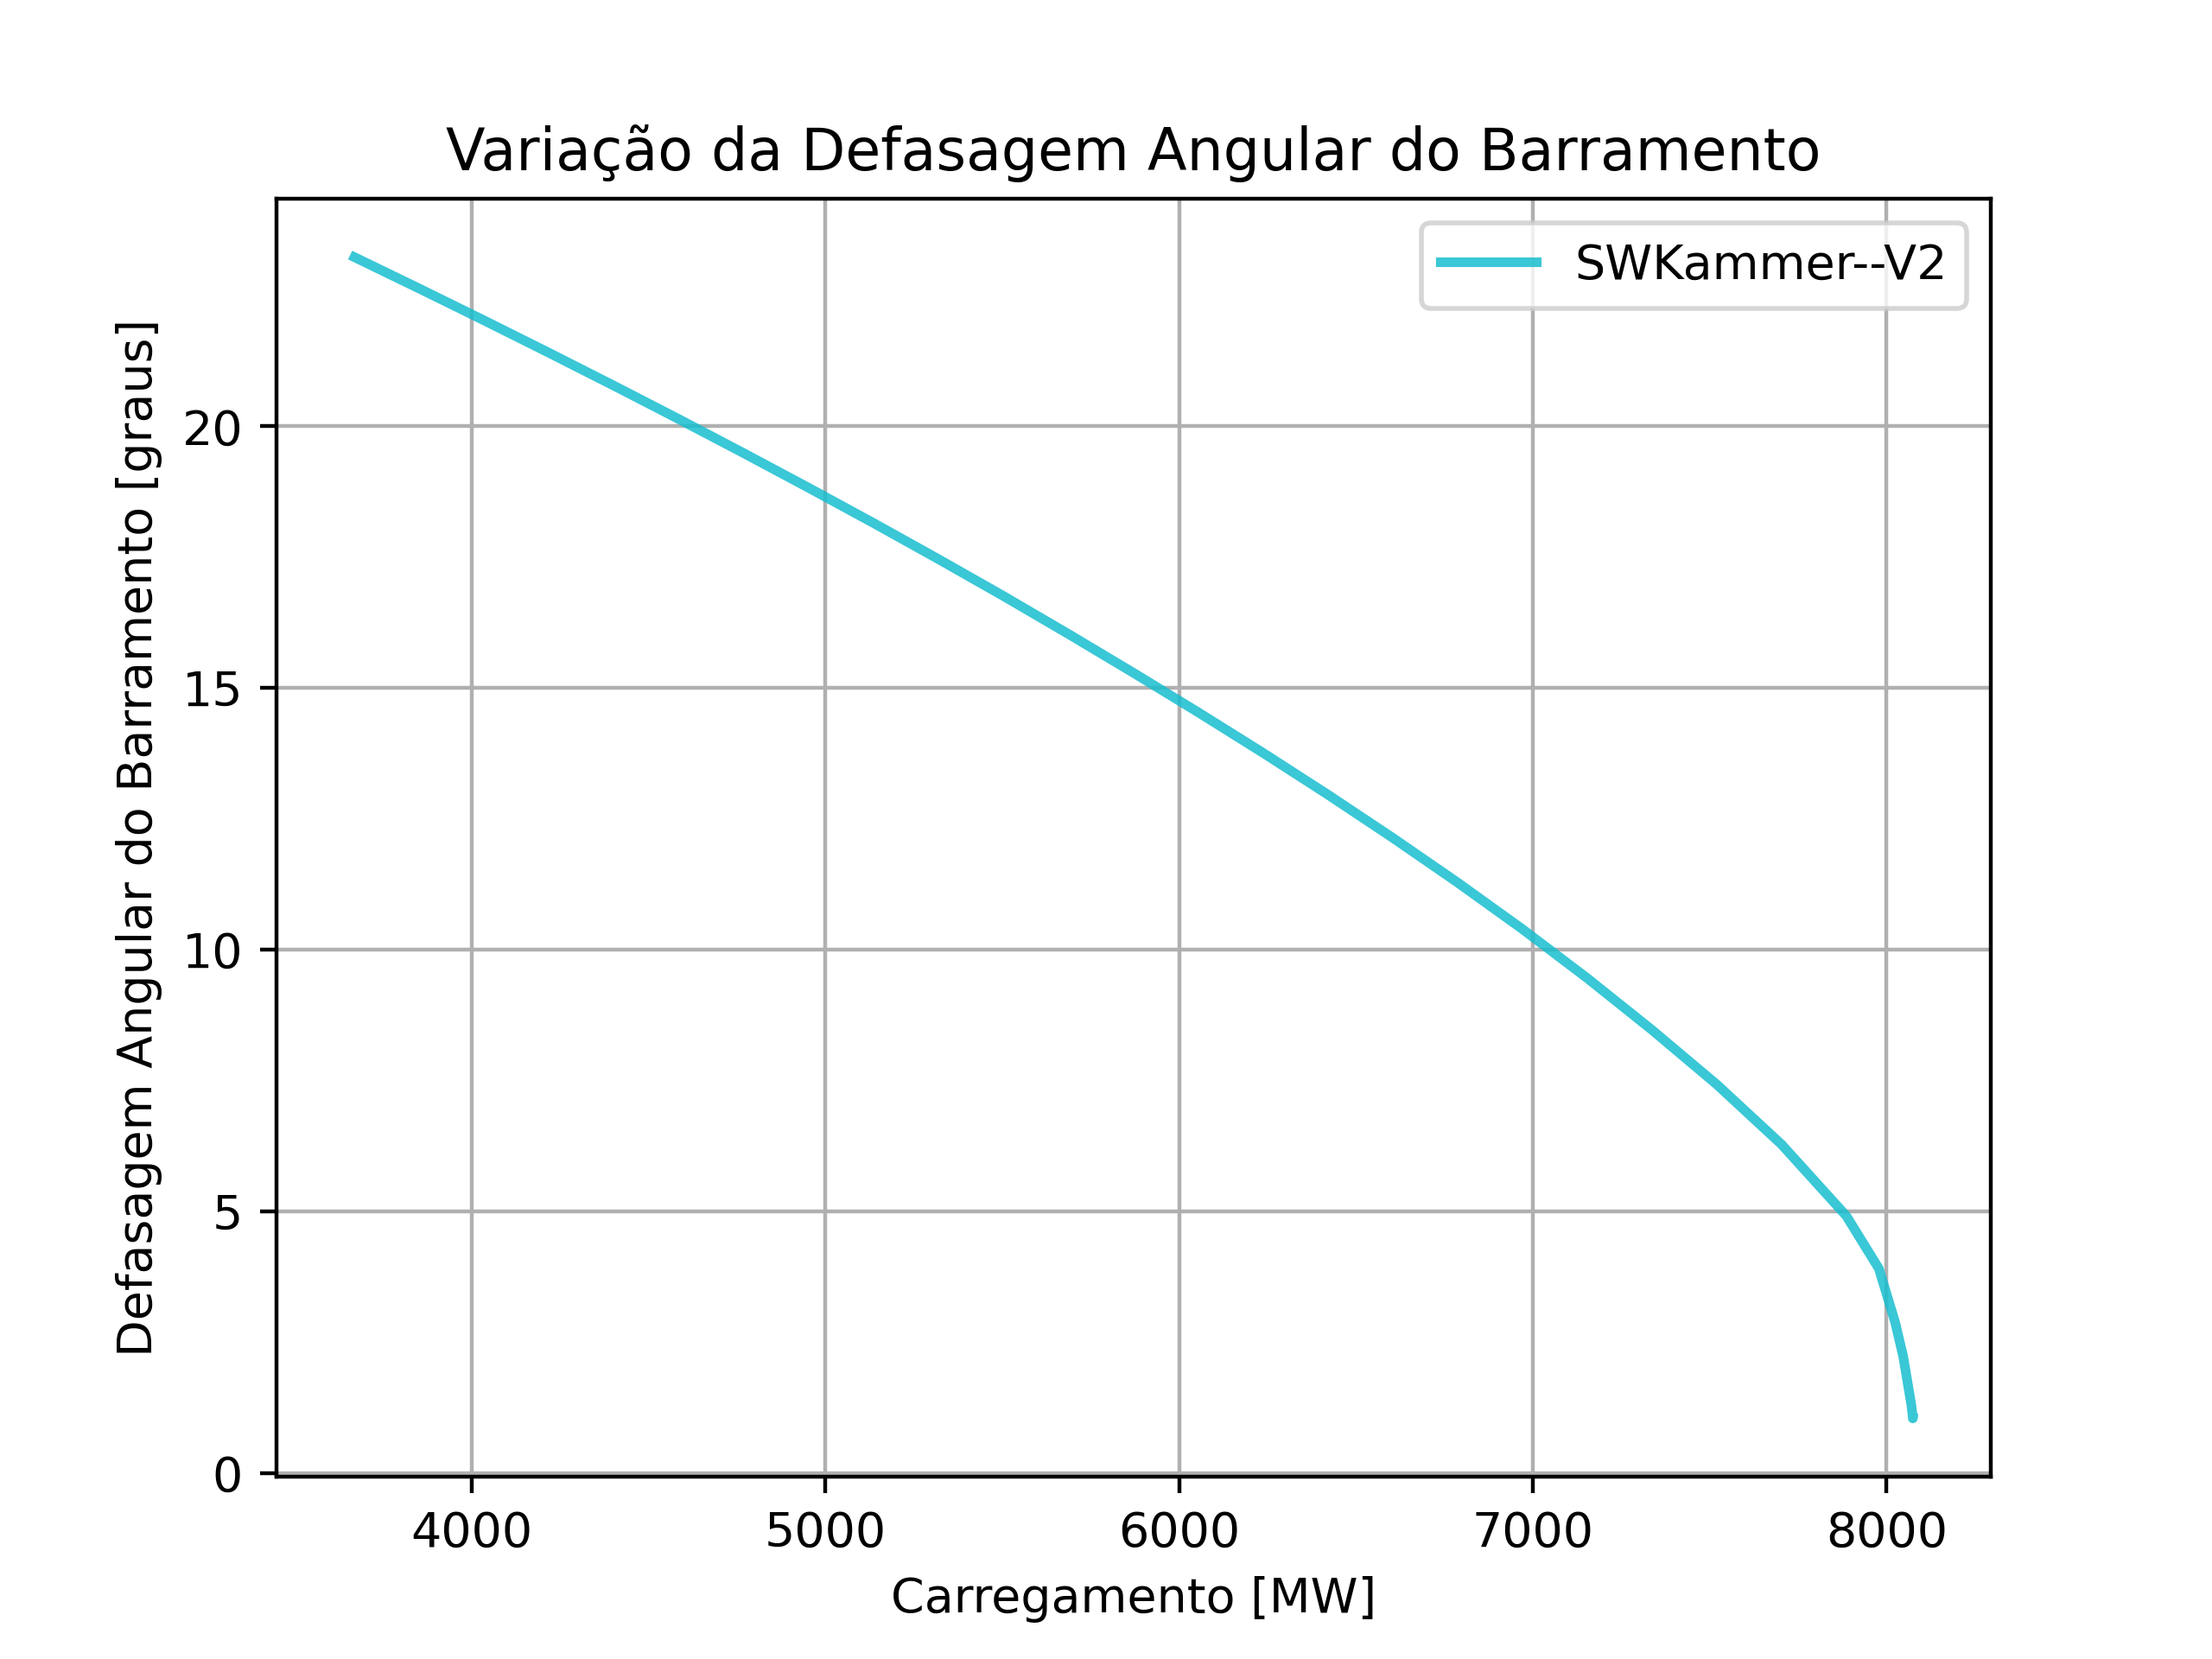 Variação da Defasagem Angular do Barramento
SWKammer--V2
Defasagem Angular do Barramento [graus]
20
15
10
5
0
4000 5000 6000 7000 8000
Carregamento [MW]